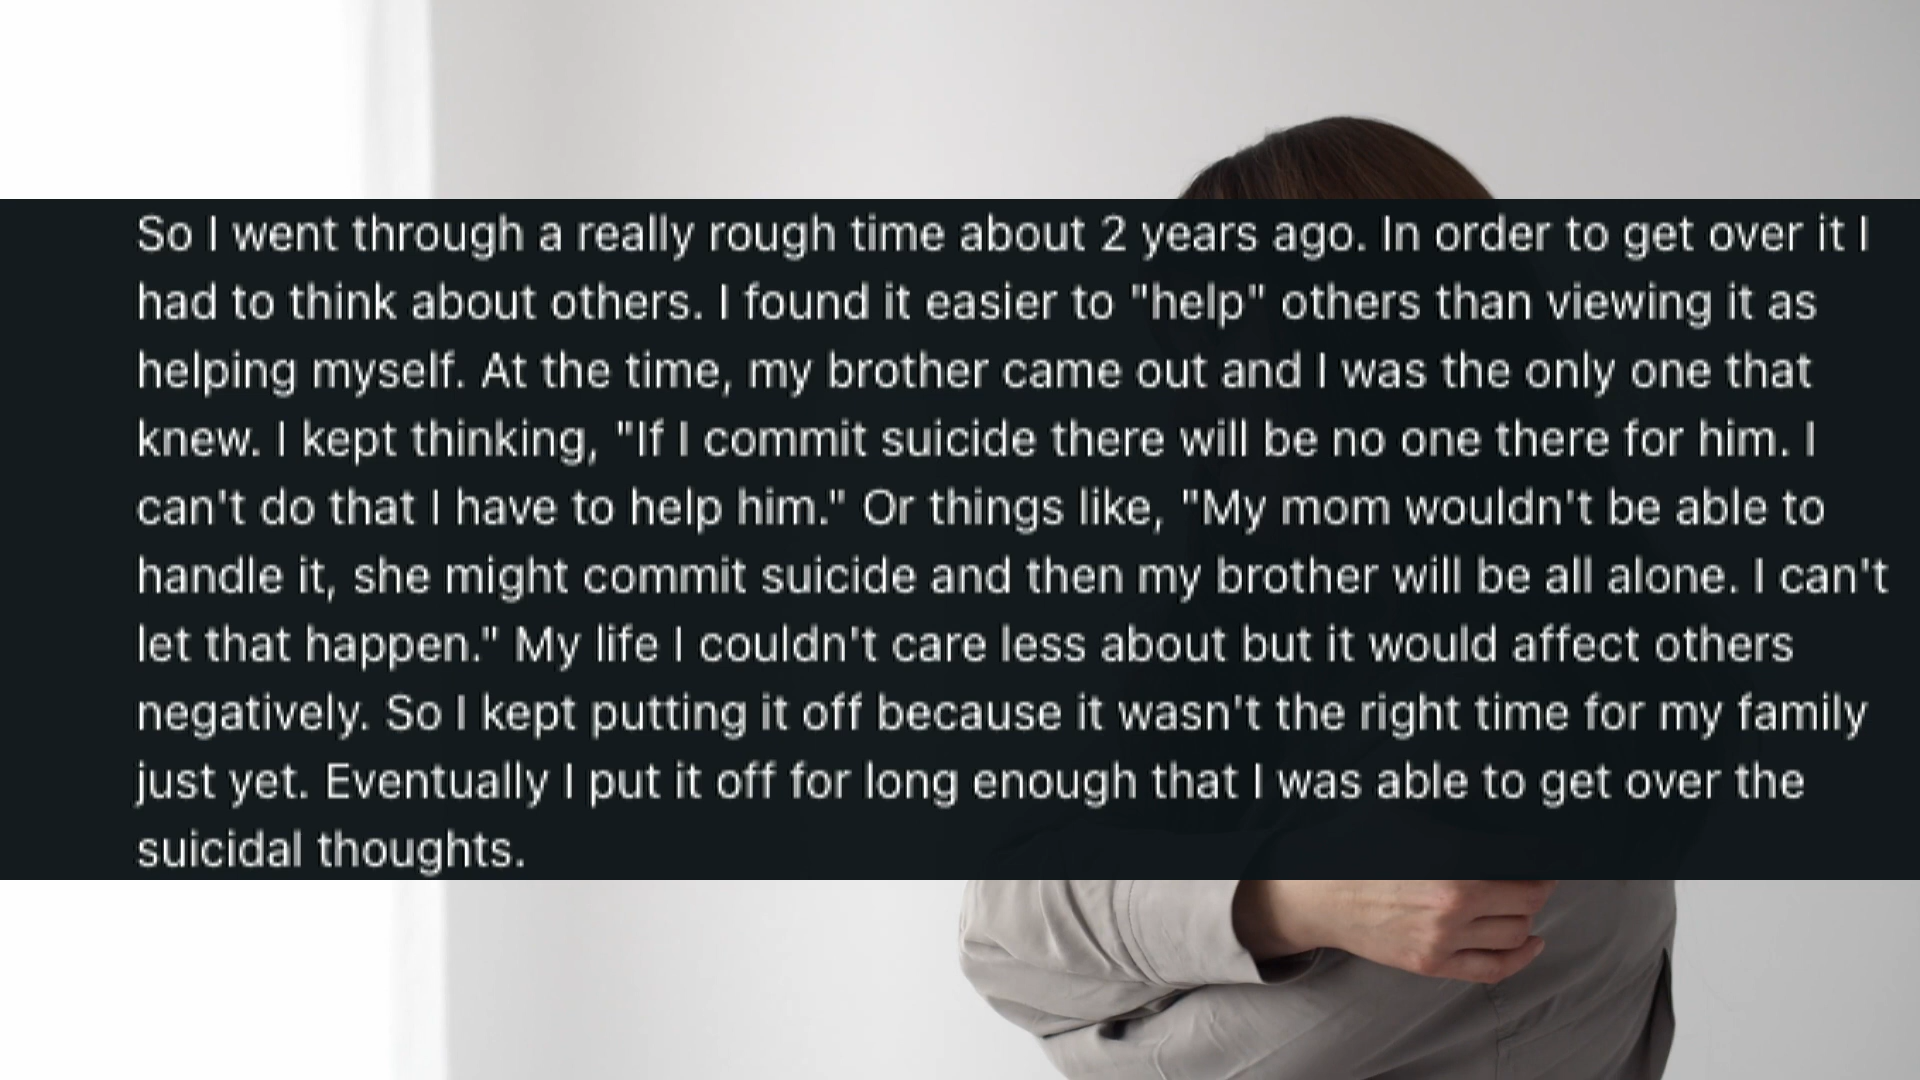 So I went through a really rough time about 2 years ago. In order to get over it I
had to think about others. I found it easier to "help" others than viewing it as
helping myself. At the time, my brother came out and I was the only one that
knew. I kept thinking, "If I commit suicide there will be no one there for him. I
can't do that I have to help him." Or things like, "My mom wouldn't be able to
handle it, she might commit suicide and then my brother will be all alone. I can't
let that happen." My life I couldn't care less about but it would affect others
negatively. So I kept putting it off because it wasn't the right time for my family
just yet. Eventually I put it off for long enough that I was able to get over the
suicidal thoughts.